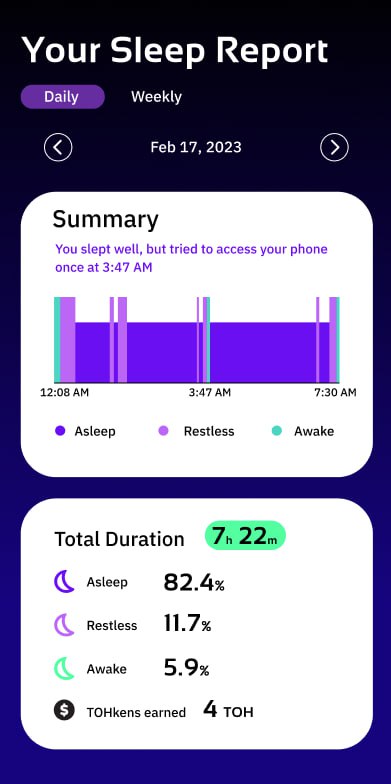 Your Sleep Report
Daily Weekly
Feb 17, 2023
Summary
You slept well, but tried to access your phone
once at 3:47 AM
12:08 AM 3:47 AM 7:30 AM
Asleep Restless Awake
Total Duration 7h 22m
Asleep 82.4%
Restless 11.7%
Awake 5.9%
$ TOHkens earned 4 TOH